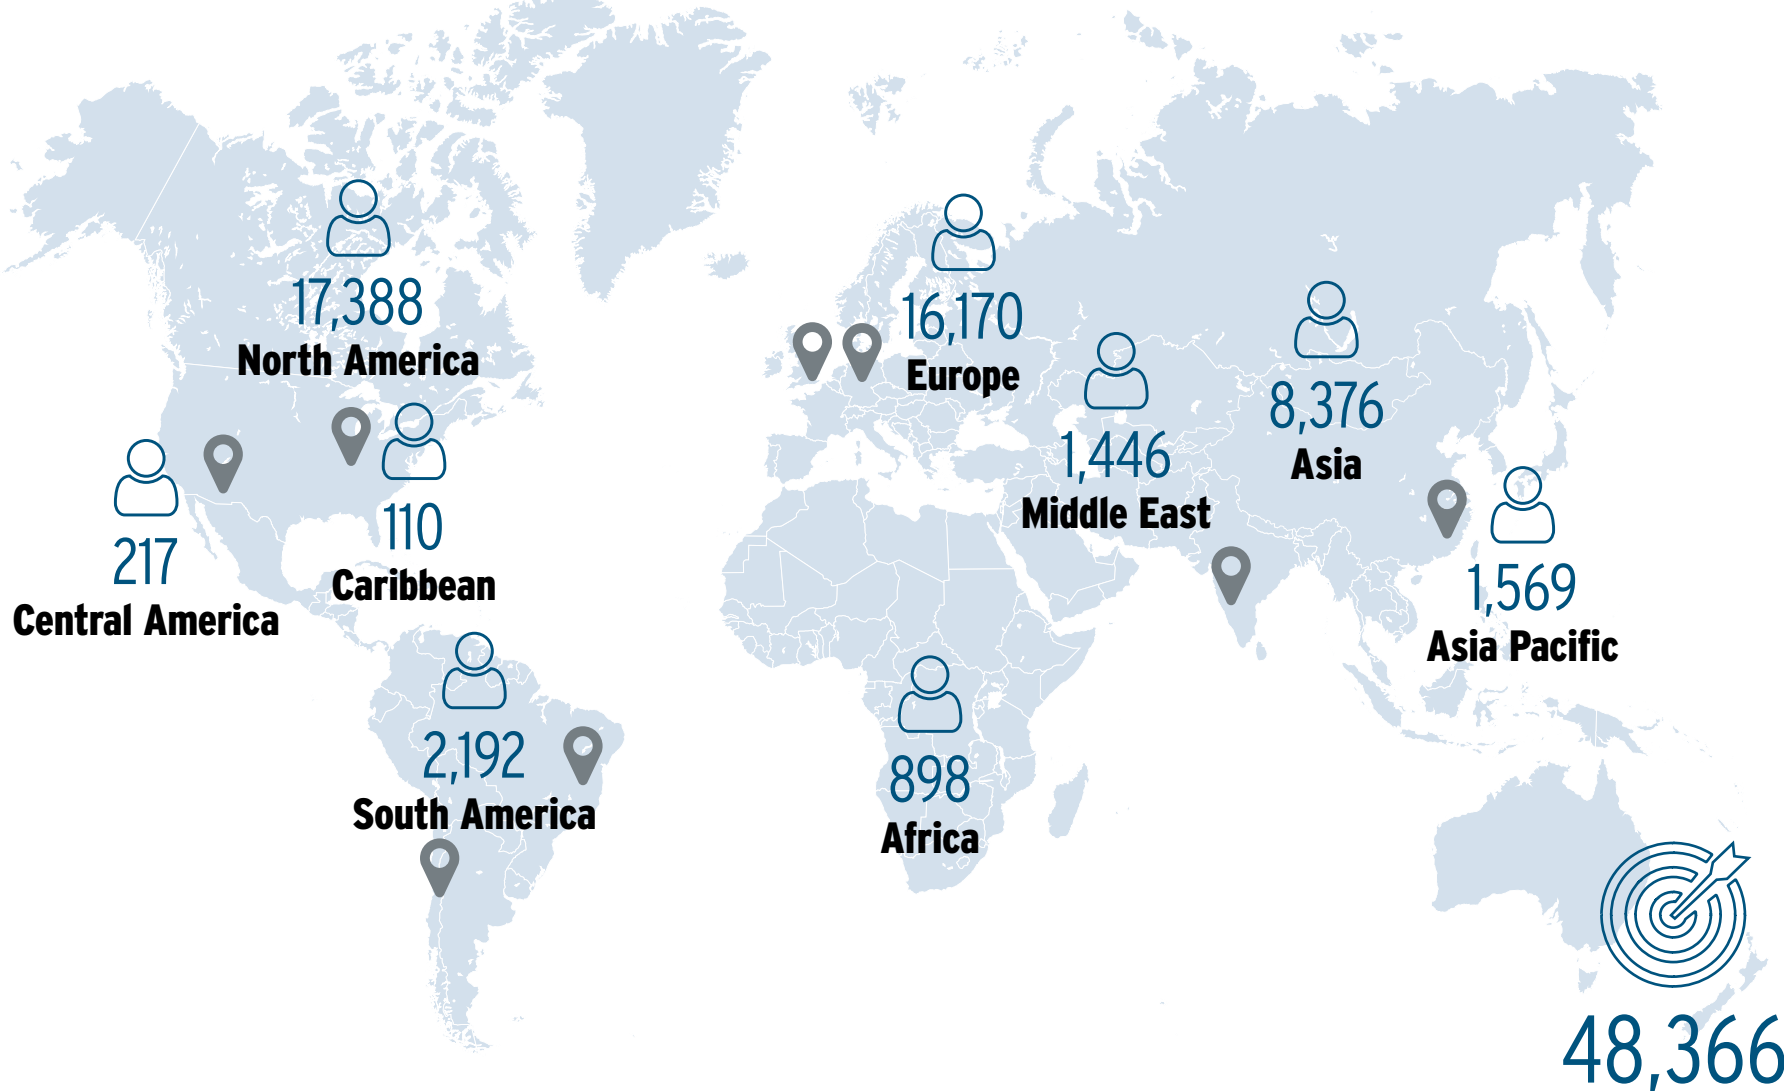 17,388
North America
16,170
Europe
1,446
Middle East
8,376
Asia
217
Central America
110
Caribbean
1,569
Asia Pacific
2,192
South America
898
Africa
48,366